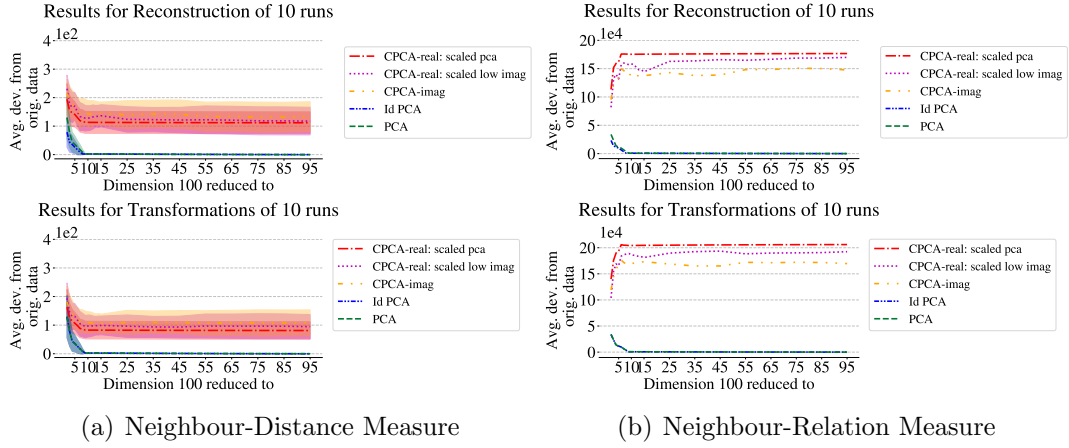 Results for Reconstruction of 10 runs
1e2
Avg. dev. from
orig. data
4
3
2
1
0
5 10 15 25 35 45 55 65 75 85 95
Dimension 100 reduced to
CPCA-real: scaled pca
CPCA-real: scaled low imag
CPCA-imag
Id PCA
PCA
Results for Reconstruction of 10 runs
1e4
Avg. dev. from
orig. data
20
15
10
5
0
5 10 15 25 35 45 55 65 75 85 95
Dimension 100 reduced to
CPCA-real: scaled pca
CPCA-real: scaled low imag
CPCA-imag
Id PCA
PCA
Results for Transformations of 10 runs
1e2
Avg. dev. from
orig. data
4
3
2
1
0
5 10 15 25 35 45 55 65 75 85 95
Dimension 100 reduced to
CPCA-real: scaled pca
CPCA-real: scaled low imag
CPCA-imag
Id PCA
PCA
Results for Transformations of 10 runs
1e4
Avg. dev. from
orig. data
20
15
10
5
0
5 10 15 25 35 45 55 65 75 85 95
Dimension 100 reduced to
CPCA-real: scaled pca
CPCA-real: scaled low imag
CPCA-imag
Id PCA
PCA
(a) Neighbour-Distance Measure
(b) Neighbour-Relation Measure